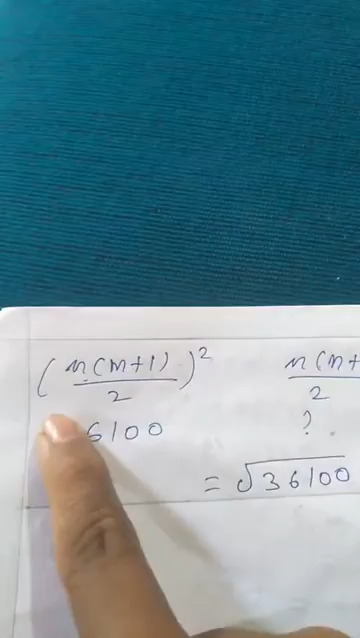 (n(n+1)/2)² n(n+
2
6100 ?
= √36100